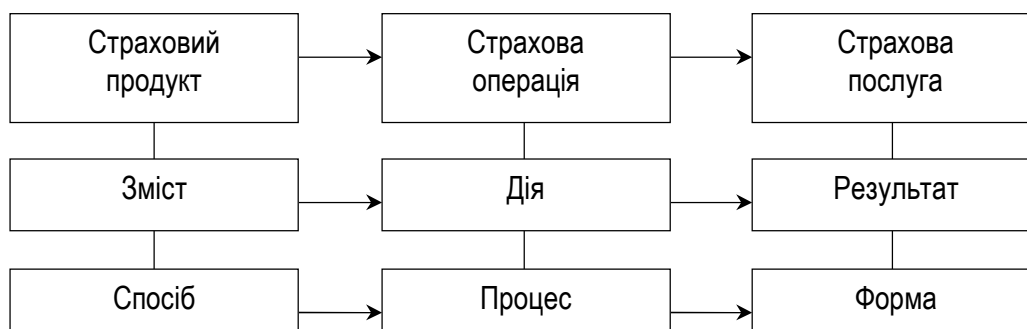 Страховий
продукт
Страхова
операція
Страхова
послуга
Зміст
Дія
Результат
Спосіб
Процес
Форма